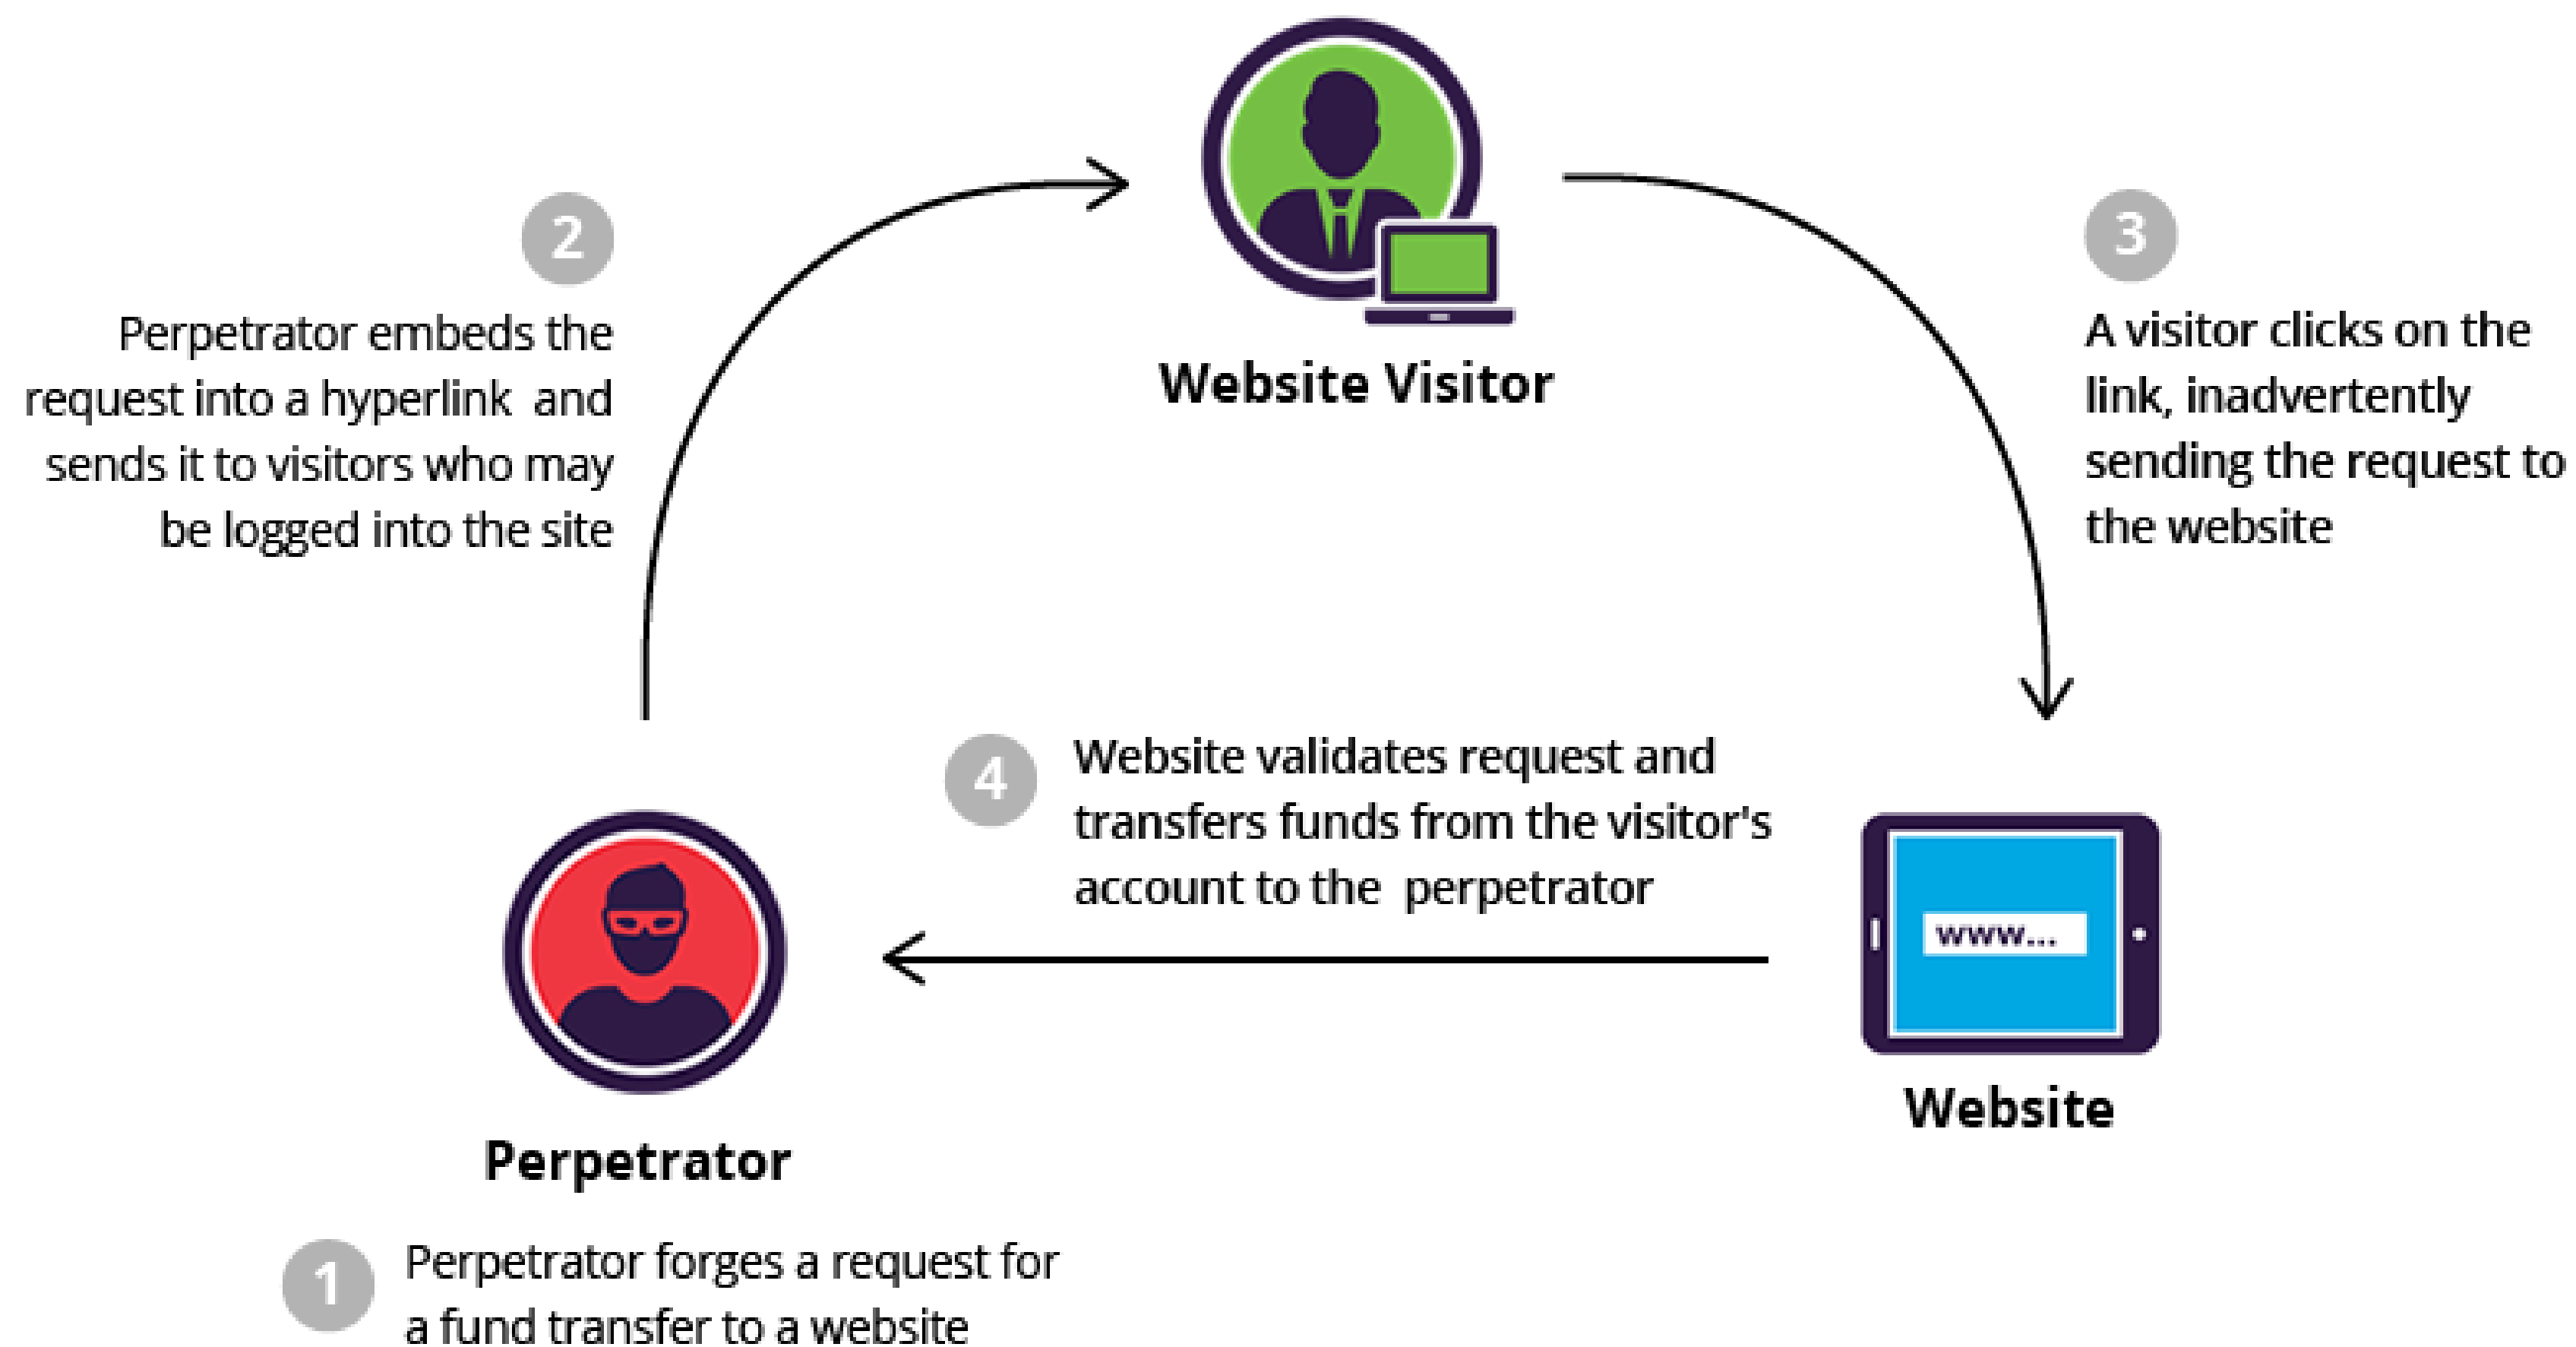 2
Perpetrator embeds the
request into a hyperlink and
sends it to visitors who may
be logged into the site
Website Visitor
3
A visitor clicks on the
link, inadvertently
sending the request to
the website
4
Website validates request and
transfers funds from the visitor's
account to the perpetrator
www...
Website
Perpetrator
1
Perpetrator forges a request for
a fund transfer to a website